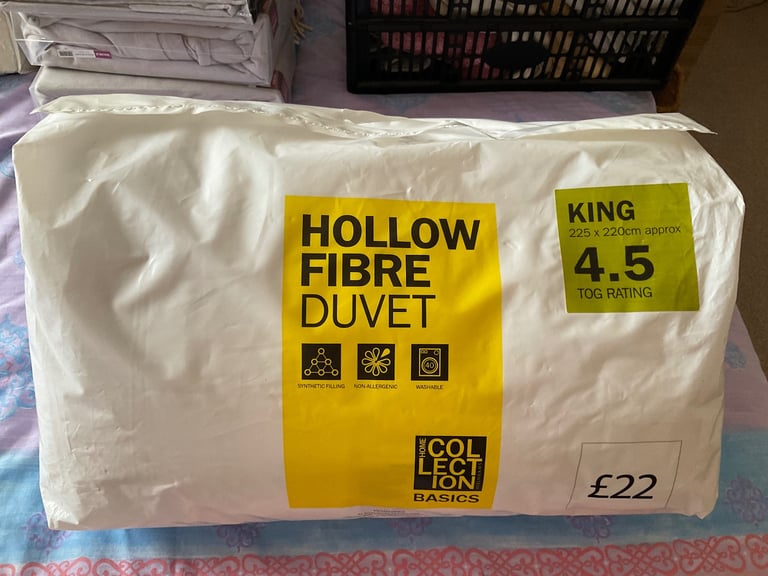 HOLLOW
FIBRE
DUVET
SYNTHETIC FILLING
NON-ALLERGENIC
40
WASHABLE
HOME
COL
LECT
ION
BASICS
KING
225 x 220cm approx
4.5
TOG RATING
£22